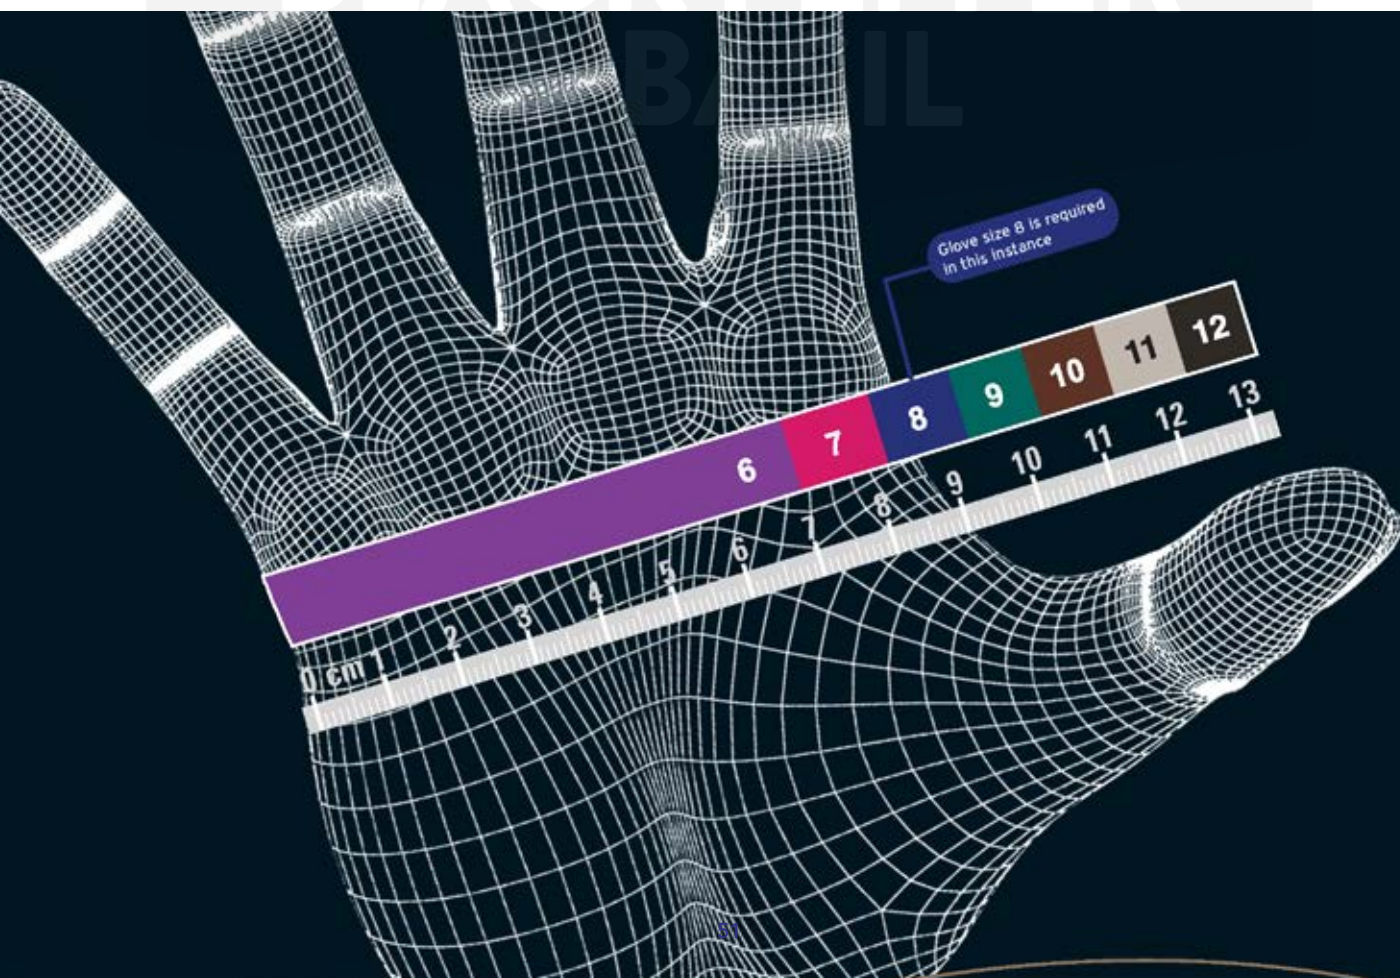 Glove size 8 is required
in this instance
6 7 8 9 10 11 12
0 cm 1 2 3 4 5 6 7 8 9 10 11 12 13